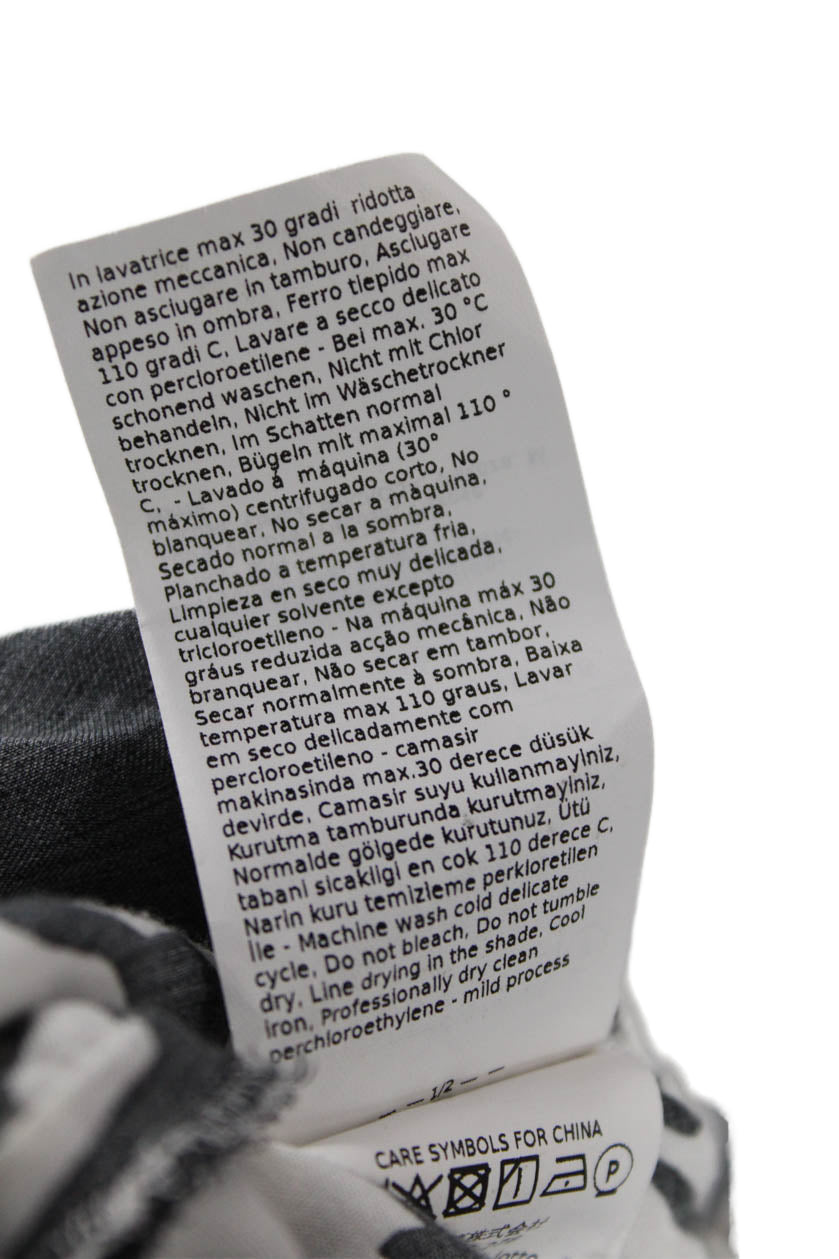 In lavatrice max 30 gradi ridotta
azione meccanica, Non candeggiare,
Non asciugare in tamburo, Asciugare
appeso in ombra, Ferro tiepido max
110 gradi C, Lavare a secco delicato
con percloroetilene - Bei max. 30 °C
schonend waschen, Nicht mit Chlor
behandeln, Nicht im Wäschetrockner
trocknen, Im Schatten normal
trocknen, Bügeln mit maximal 110 °
C, - Lavado á máquina (30°
máximo) centrifugado corto, No
blanquear, No secar a màquina,
Secado normal a la sombra,
Planchado a temperatura fria,
Limpieza en seco muy delicada,
cualquier solvente excepto
tricloroetileno - Na máquina máx 30
gráus reduzida acção mecânica, Não
branquear, Não secar em tambor,
Secar normalmente à sombra, Baixa
temperatura max 110 graus, Lavar
em seco delicadamente com
percloroetileno - camasir
makinasinda max.30 derece düsük
devirde, Camasir suyu kullanmayiniz,
Kurutma tamburunda kurutmayiniz,
Normalde gölgede kurutunuz, Ütü
tabani sicakligi en cok 110 derece C,
Narin kuru temizleme perkloretilen
ile - Machine wash cold delicate
cycle, Do not bleach, Do not tumble
dry, Line drying in the shade, Cool
iron, Professionally dry clean
perchloroethylene - mild process
— — 1/2 — —
CARE SYMBOLS FOR CHINA
P
株式会社